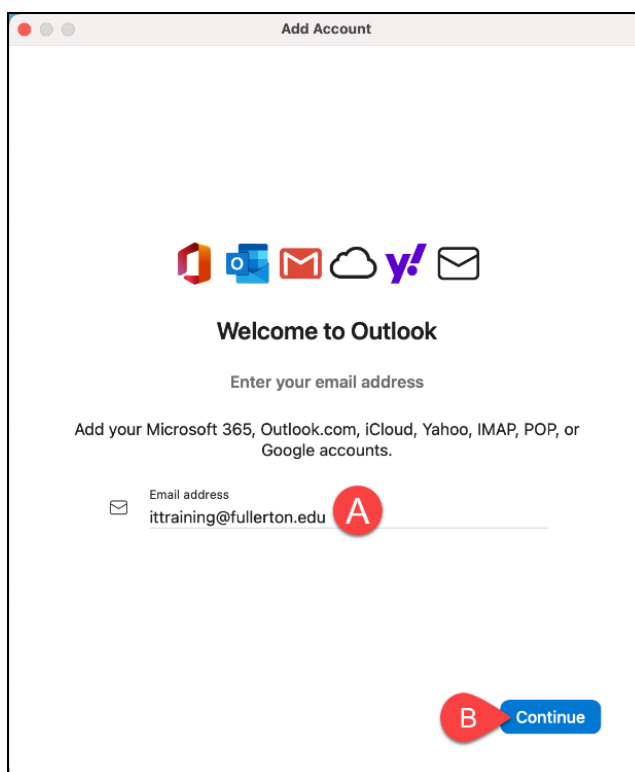 Add Account
Welcome to Outlook
Enter your email address
Add your Microsoft 365, Outlook.com, iCloud, Yahoo, IMAP, POP, or
Google accounts.
Email address
ittraining@fullerton.edu A
B Continue